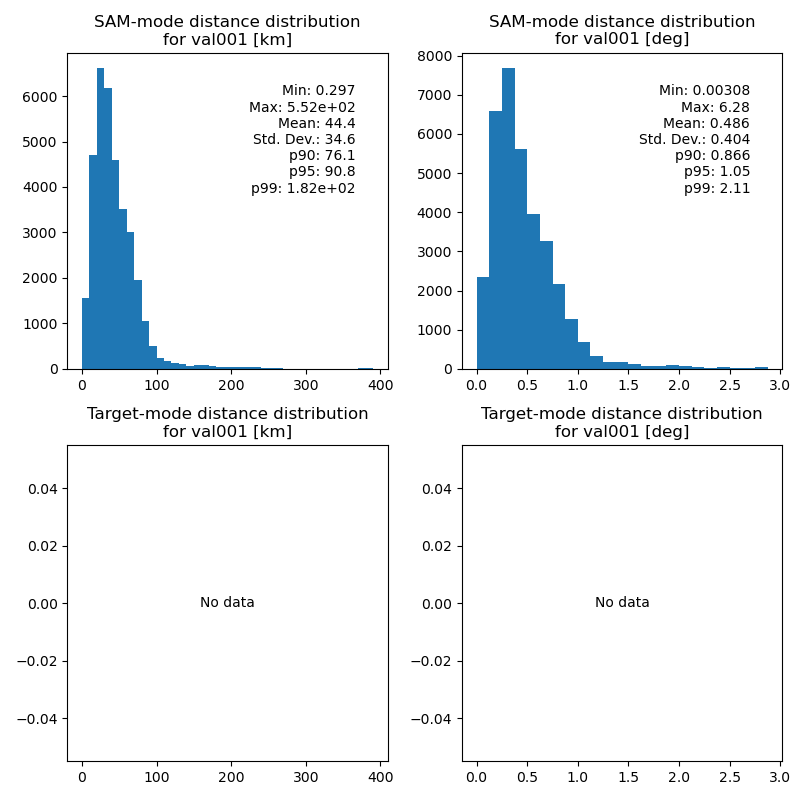 SAM-mode distance distribution
for val001 [km]
6000
5000
4000
3000
2000
1000
0
0 100 200 300 400
Min: 0.297
Max: 5.52e+02
Mean: 44.4
Std. Dev.: 34.6
p90: 76.1
p95: 90.8
p99: 1.82e+02
SAM-mode distance distribution
for val001 [deg]
8000
7000
6000
5000
4000
3000
2000
1000
0
0.0 0.5 1.0 1.5 2.0 2.5 3.0
Min: 0.00308
Max: 6.28
Mean: 0.486
Std. Dev.: 0.404
p90: 0.866
p95: 1.05
p99: 2.11
Target-mode distance distribution
for val001 [km]
0.04
0.02
0.00
−0.02
−0.04
No data
0 100 200 300 400
Target-mode distance distribution
for val001 [deg]
0.04
0.02
0.00
−0.02
−0.04
No data
0.0 0.5 1.0 1.5 2.0 2.5 3.0